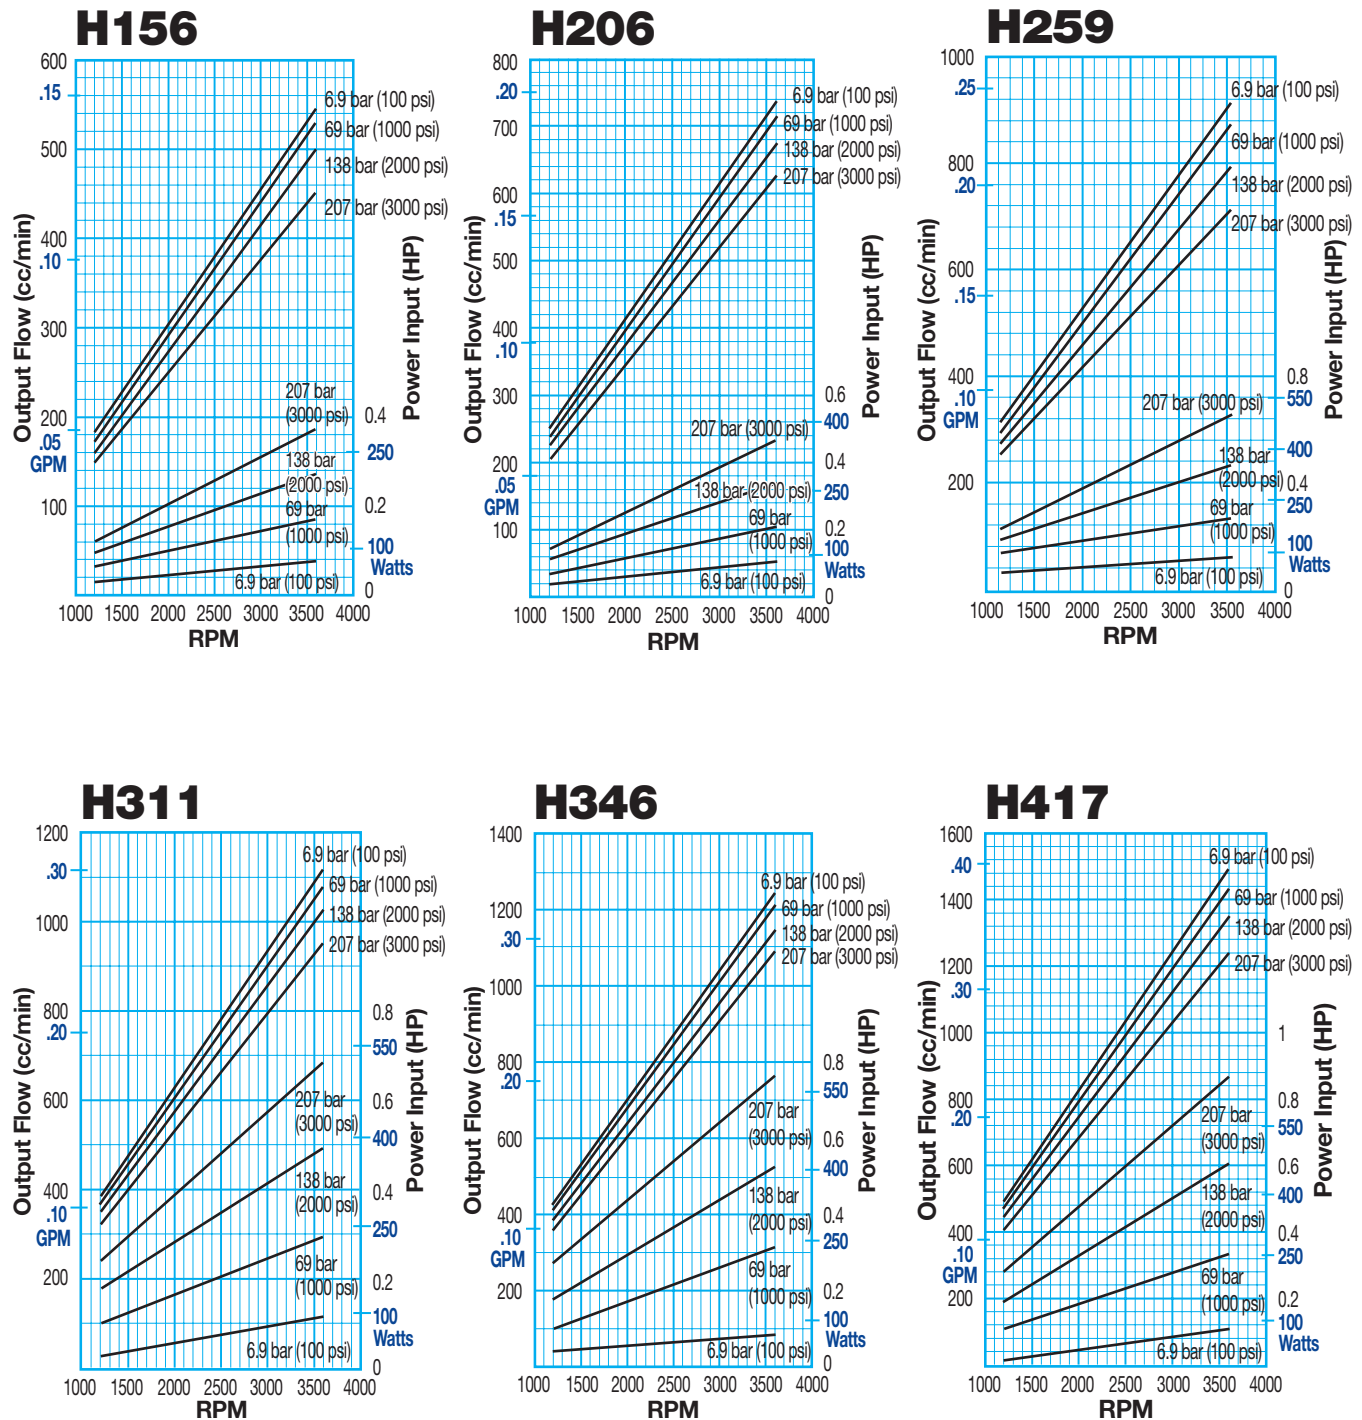 H156
600
.15
500
400
.10
300
200
.05
GPM
100
Output Flow (cc/min)
6.9 bar (100 psi)
69 bar (1000 psi)
138 bar (2000 psi)
207 bar (3000 psi)
207 bar
(3000 psi)
138 bar
(2000 psi)
69 bar
(1000 psi)
6.9 bar (100 psi)
0.4
250
0.2
100
Watts
0
Power Input (HP)
1000 1500 2000 2500 3000 3500 4000
RPM
H206
800
.20
700
600
.15
500
400
.10
300
200
.05
GPM
100
Output Flow (cc/min)
6.9 bar (100 psi)
69 bar (1000 psi)
138 bar (2000 psi)
207 bar (3000 psi)
207 bar (3000 psi)
138 bar (2000 psi)
69 bar
(1000 psi)
6.9 bar (100 psi)
0.6
400
0.4
250
0.2
100
Watts
0
Power Input (HP)
1000 1500 2000 2500 3000 3500 4000
RPM
H259
1000
.25
800
.20
600
.15
400
.10
GPM
200
Output Flow (cc/min)
6.9 bar (100 psi)
69 bar (1000 psi)
138 bar (2000 psi)
207 bar (3000 psi)
207 bar (3000 psi)
138 bar
(2000 psi)
69 bar
(1000 psi)
6.9 bar (100 psi)
0.8
550
400
0.4
250
100
Watts
0
Power Input (HP)
1000 1500 2000 2500 3000 3500 4000
RPM
H311
1200
.30
1000
800
.20
600
400
.10
GPM
200
Output Flow (cc/min)
6.9 bar (100 psi)
69 bar (1000 psi)
138 bar (2000 psi)
207 bar (3000 psi)
207 bar
(3000 psi)
138 bar
(2000 psi)
69 bar
(1000 psi)
6.9 bar (100 psi)
0.8
550
0.6
400
0.4
250
0.2
100
Watts
0
Power Input (HP)
1000 1500 2000 2500 3000 3500 4000
RPM
H346
1400
1200
.30
1000
800
.20
600
400
.10
GPM
200
Output Flow (cc/min)
6.9 bar (100 psi)
69 bar (1000 psi)
138 bar (2000 psi)
207 bar (3000 psi)
207 bar
(3000 psi)
138 bar
(2000 psi)
69 bar
(1000 psi)
6.9 bar (100 psi)
0.8
550
0.6
400
0.4
250
0.2
100
Watts
0
Power Input (HP)
1000 1500 2000 2500 3000 3500 4000
RPM
H417
1600
.40
1400
1200
.30
1000
800
.20
600
400
.10
GPM
200
Output Flow (cc/min)
6.9 bar (100 psi)
69 bar (1000 psi)
138 bar (2000 psi)
207 bar (3000 psi)
207 bar
(3000 psi)
138 bar
(2000 psi)
69 bar
(1000 psi)
6.9 bar (100 psi)
1
0.8
550
0.6
400
0.4
250
0.2
100
Watts
Power Input (HP)
1000 1500 2000 2500 3000 3500 4000
RPM